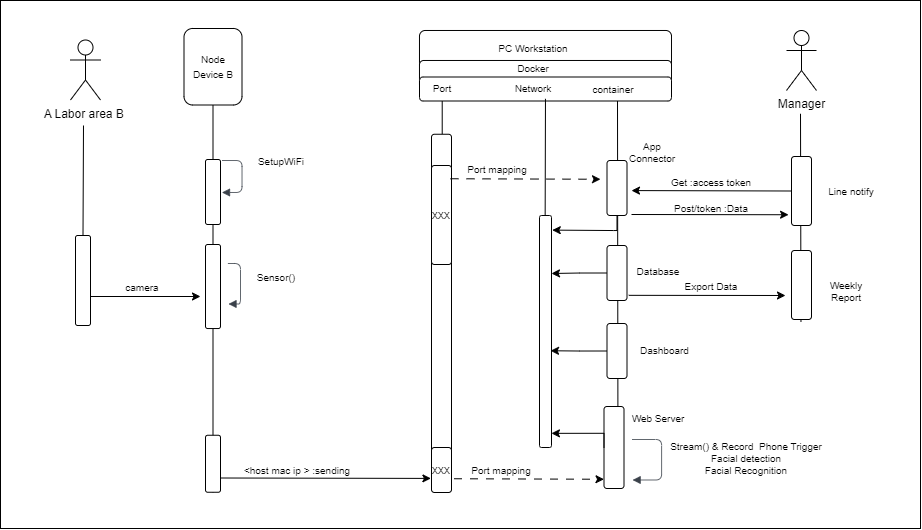 Node
Device B
PC Workstation
Docker
Port
Network
container
A Labor area B
Manager
App
Connector
SetupWiFi
Port mapping
Get :access token
Line notify
XXX
Post/token :Data
Sensor()
Database
camera
Export Data
Weekly
Report
Dashboard
Web Server
Stream() & Record Phone Trigger
Facial detection
Facial Recognition
<host mac ip > :sending
XXX
Port mapping